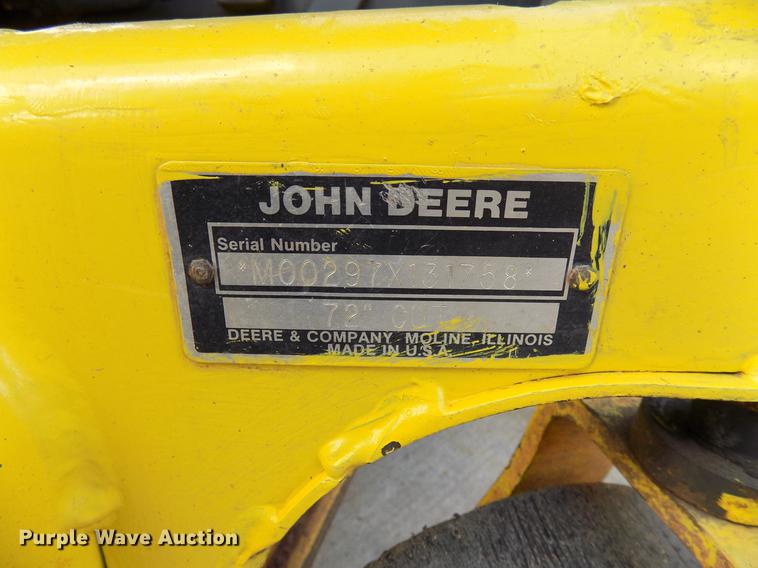 JOHN DEERE
Serial Number
*M00297X131768*
72" CUT
DEERE & COMPANY MOLINE, ILLINOIS
MADE IN U.S.A.
Purple Wave Auction